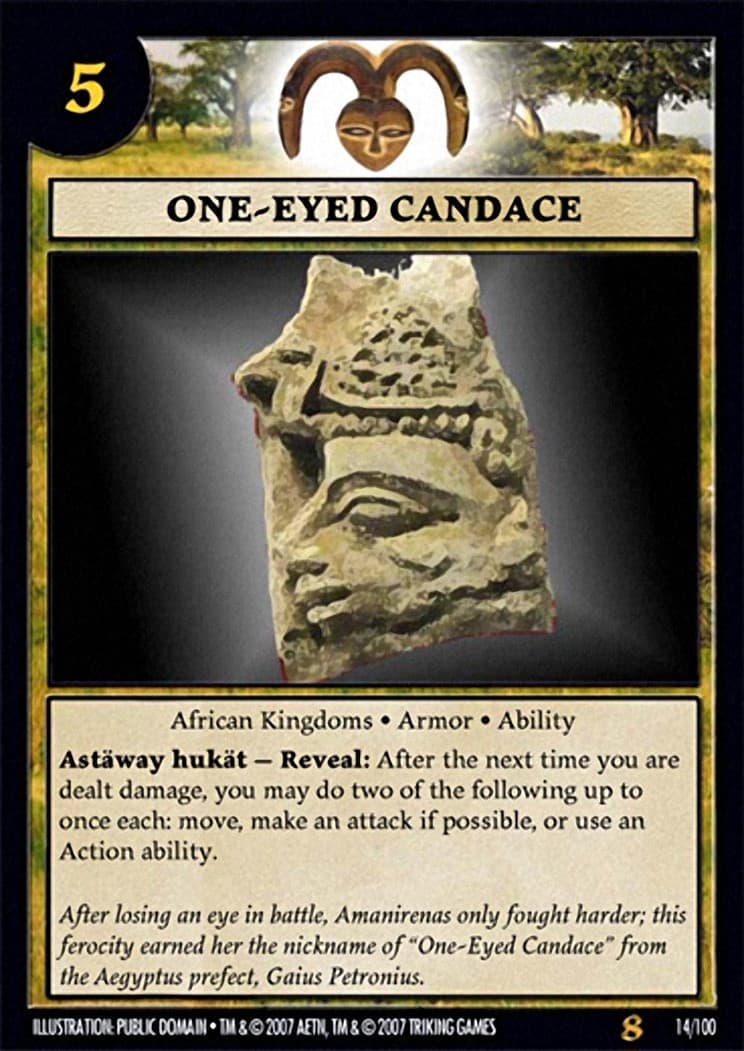 5
ONE-EYED CANDACE
African Kingdoms • Armor • Ability
Astäway hukät – Reveal: After the next time you are
dealt damage, you may do two of the following up to
once each: move, make an attack if possible, or use an
Action ability.
After losing an eye in battle, Amanirenas only fought harder; this
ferocity earned her the nickname of “One-Eyed Candace” from
the Aegyptus prefect, Gaius Petronius.
ILLUSTRATION: PUBLIC DOMAIN • TM & © 2007 AETN, TM & © 2007 TRIKING GAMES 8 14/100